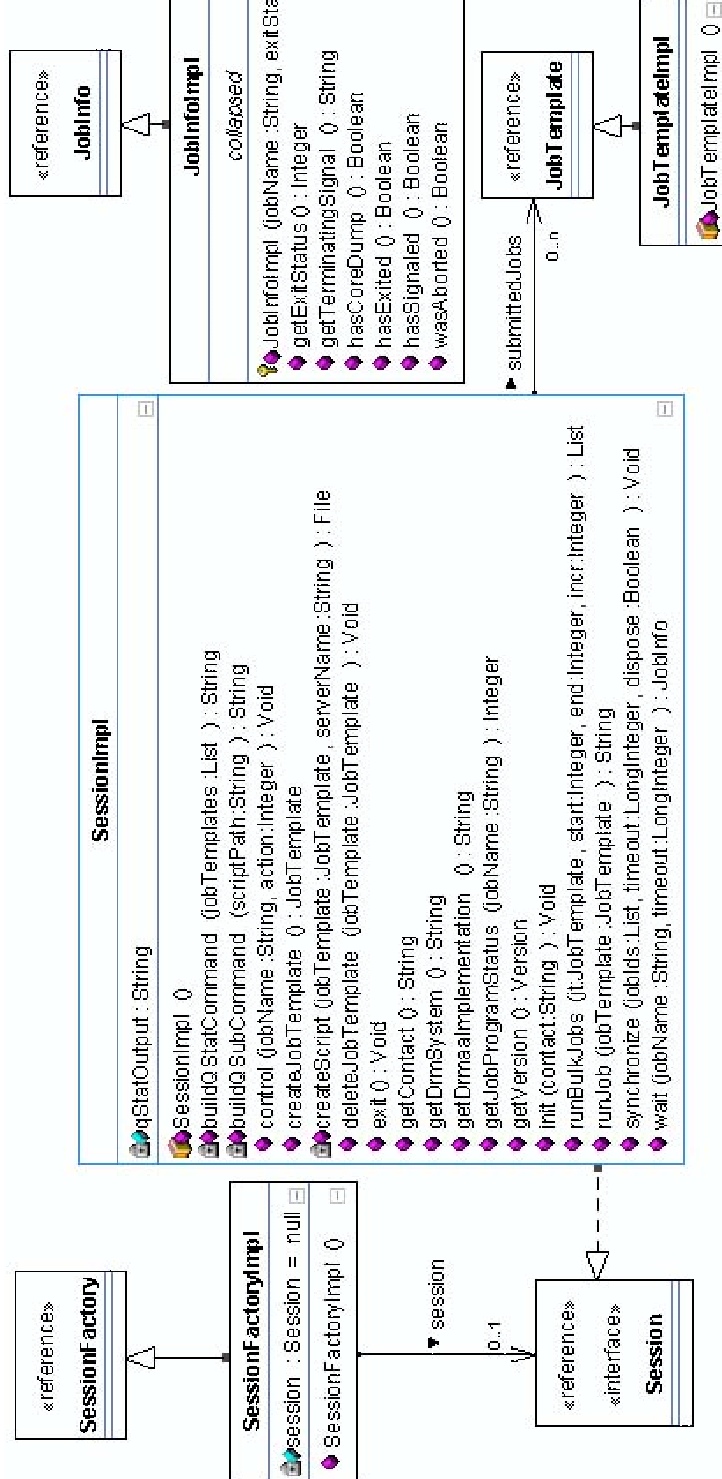 «reference»
SessionFactory
SessionFactoryImpl
session : Session = null
SessionFactoryImpl ()
session
0..1
«reference»
«interface»
Session
SessionImpl
qStatOutput : String
SessionImpl ()
buildQStatCommand (jobTemplates :List ) : String
buildQSubCommand (scriptPath :String ) : String
control (jobName :String, action:Integer ) : Void
createJobTemplate () : JobTemplate
createScript (jobTemplate :JobTemplate , serverName :String ) : File
deleteJobTemplate (jobTemplate :JobTemplate ) : Void
exit () : Void
getContact () : String
getDrmSystem () : String
getDrmaaImplementation () : String
getJobProgramStatus (jobName :String ) : Integer
getVersion () : Version
init (contact:String ) : Void
runBulkJobs (jt:JobTemplate , start:Integer, end:Integer, incr:Integer ) : List
runJob (jobTemplate :JobTemplate ) : String
synchronize (jobIds:List, timeout:LongInteger , dispose :Boolean ) : Void
wait (jobName :String, timeout:LongInteger ) : JobInfo
«reference»
JobInfo
JobInfoImpl
collapsed
JobInfoImpl (jobName :String, exitSta
getExitStatus () : Integer
getTerminatingSignal () : String
hasCoreDump () : Boolean
hasExited () : Boolean
hasSignaled () : Boolean
wasAborted () : Boolean
submittedJobs
0..n
«reference»
JobTemplate
JobTemplateImpl
JobTemplateImpl ()